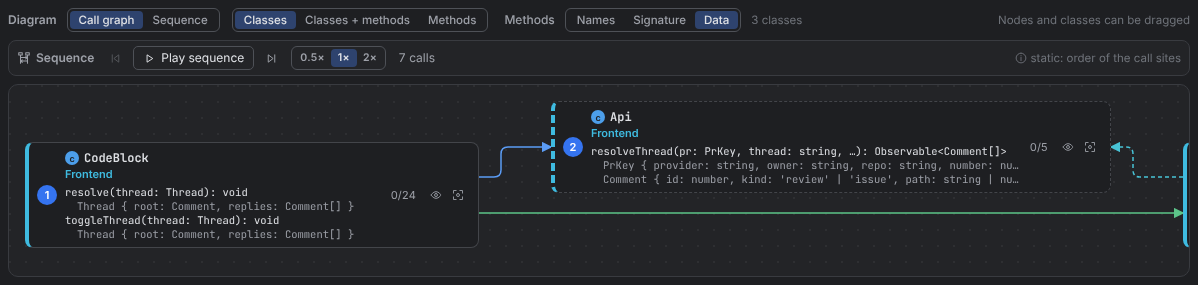 Diagram Call graph Sequence Classes Classes + methods Methods Methods Names Signature Data 3 classes Nodes and classes can be dragged
Sequence Play sequence 0.5× 1× 2× 7 calls static: order of the call sites
c CodeBlock
Frontend
1
resolve(thread: Thread): void
Thread { root: Comment, replies: Comment[] }
toggleThread(thread: Thread): void
Thread { root: Comment, replies: Comment[] }
0/24
c Api
Frontend
2
resolveThread(pr: PrKey, thread: string, …): Observable<Comment[]>
PrKey { provider: string, owner: string, repo: string, number: nu…
Comment { id: number, kind: 'review' | 'issue', path: string | nu…
0/5